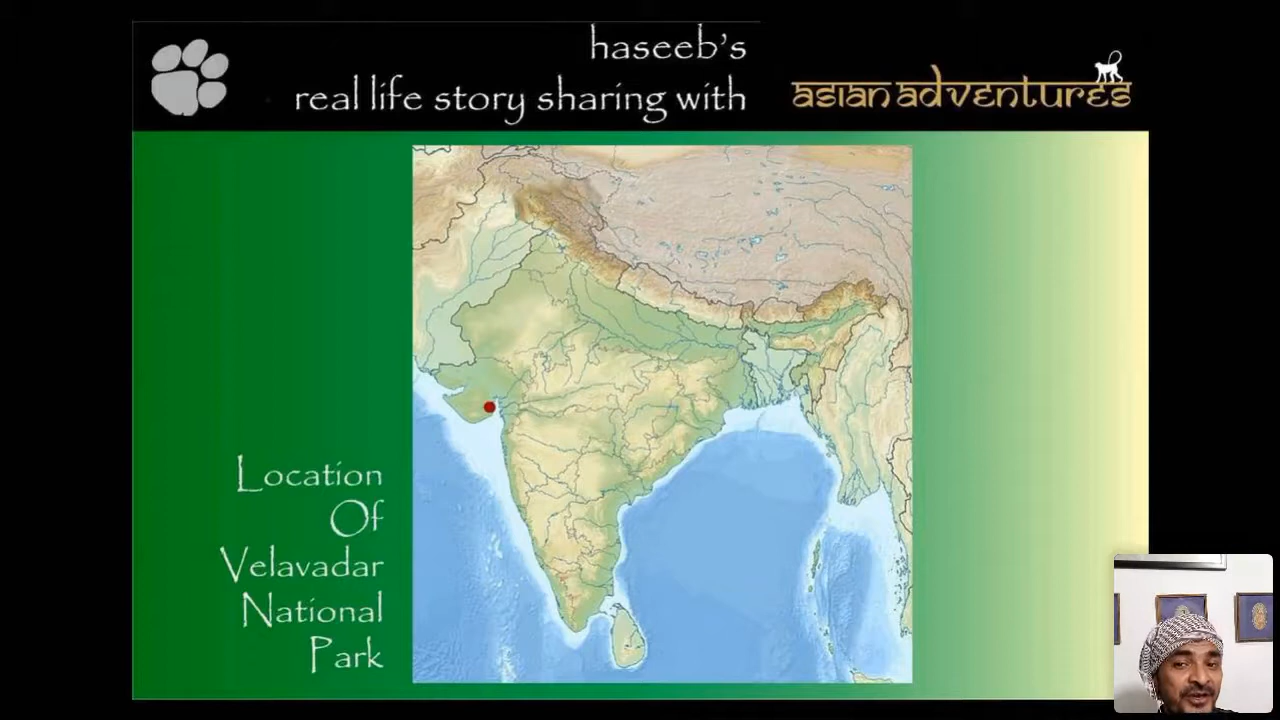 haseeb's
real life story sharing with
asian adventures
Location
Of
Velavadar
National
Park